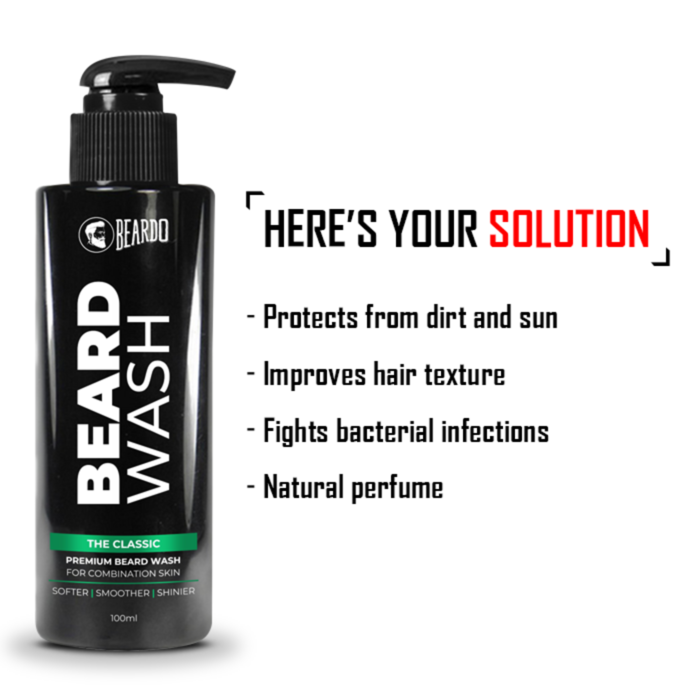 BEARDO
BEARD
WASH
THE CLASSIC
PREMIUM BEARD WASH
FOR COMBINATION SKIN
SOFTER | SMOOTHER | SHINIER
100ml
HERE'S YOUR SOLUTION
- Protects from dirt and sun
- Improves hair texture
- Fights bacterial infections
- Natural perfume